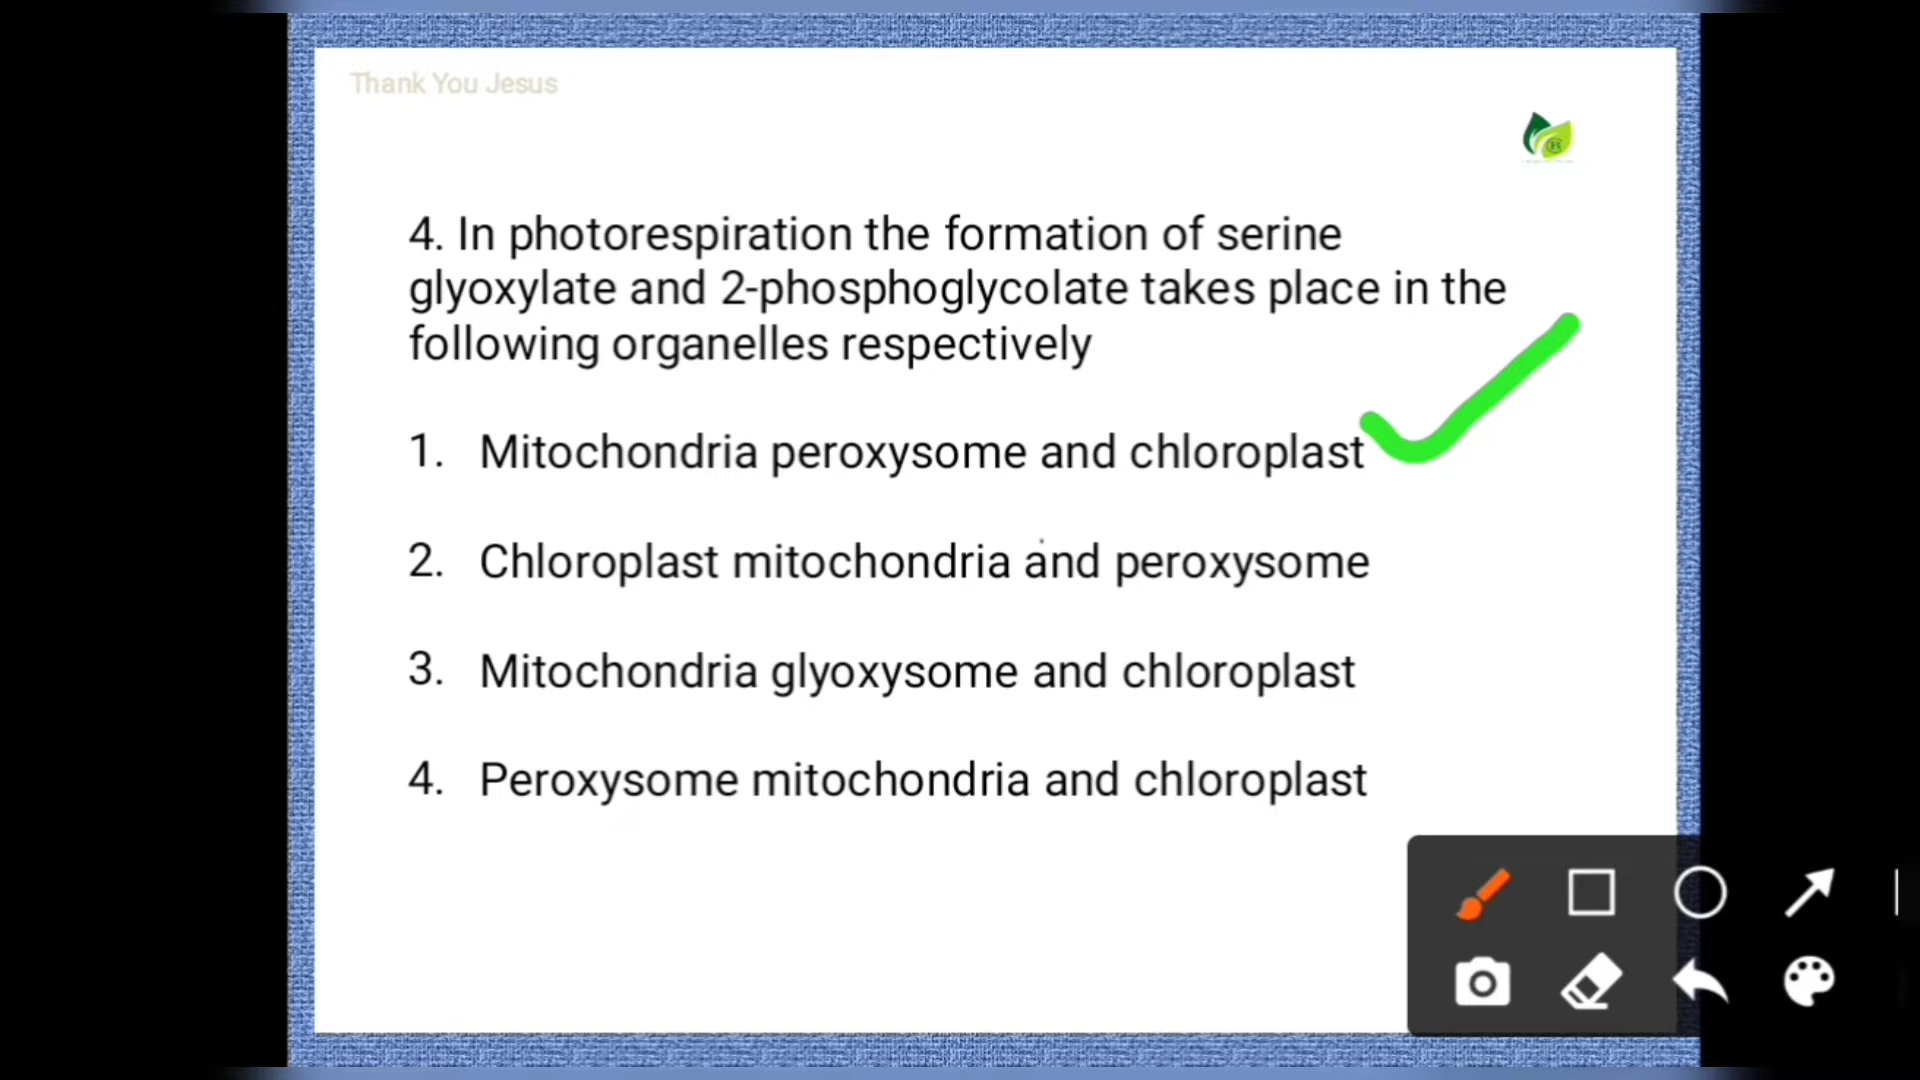 Thank You Jesus
4. In photorespiration the formation of serine
glyoxylate and 2-phosphoglycolate takes place in the
following organelles respectively
1. Mitochondria peroxysome and chloroplast
2. Chloroplast mitochondria and peroxysome
3. Mitochondria glyoxysome and chloroplast
4. Peroxysome mitochondria and chloroplast